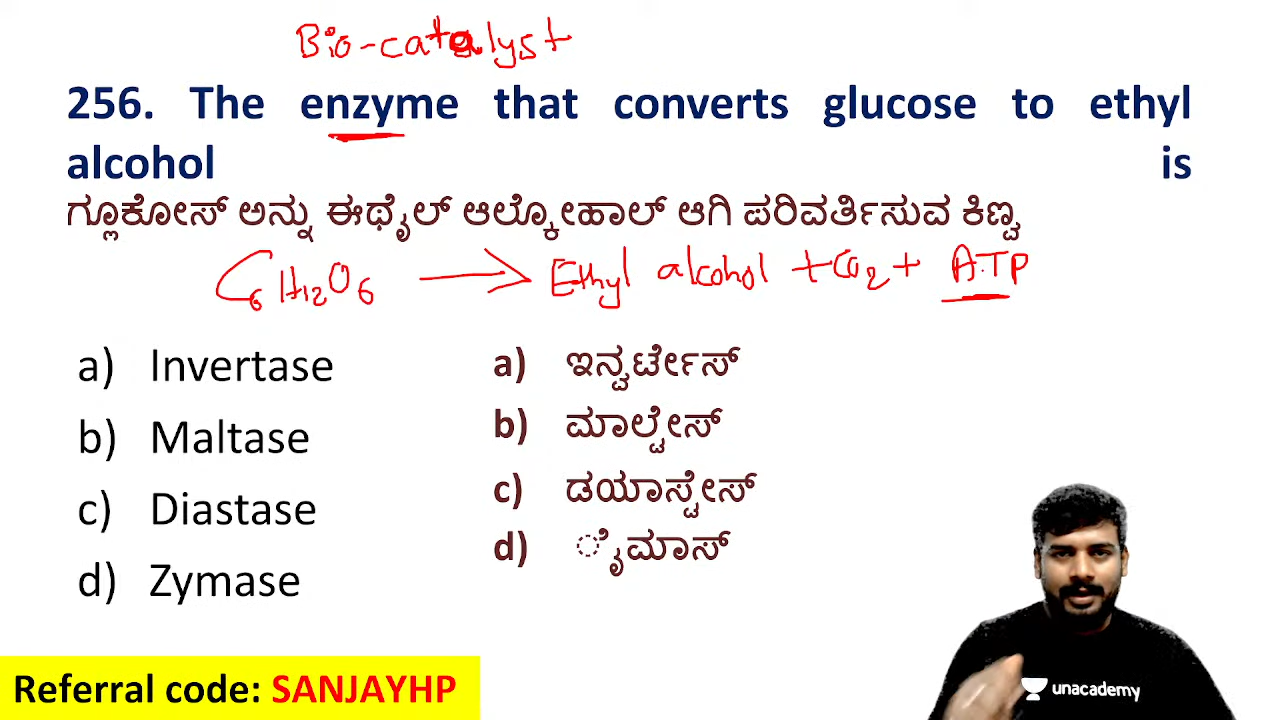 Bio-catalyst
256. The enzyme that converts glucose to ethyl
alcohol is
ಗ್ಲೂಕೋಸ್ ಅನ್ನು ಈಥೈಲ್ ಆಲ್ಕೋಹಾಲ್ ಆಗಿ ಪರಿವರ್ತಿಸುವ ಕಿಣ್ವ
C6H12O6 → Ethyl alcohol + CO2 + ATP
a) Invertase
b) Maltase
c) Diastase
d) Zymase
a) ಇನ್ವರ್ಟೇಸ್
b) ಮಾಲ್ಟೇಸ್
c) ಡಯಾಸ್ಟೇಸ್
d) ೈಮಾಸ್
Referral code: SANJAYHP
unacademy